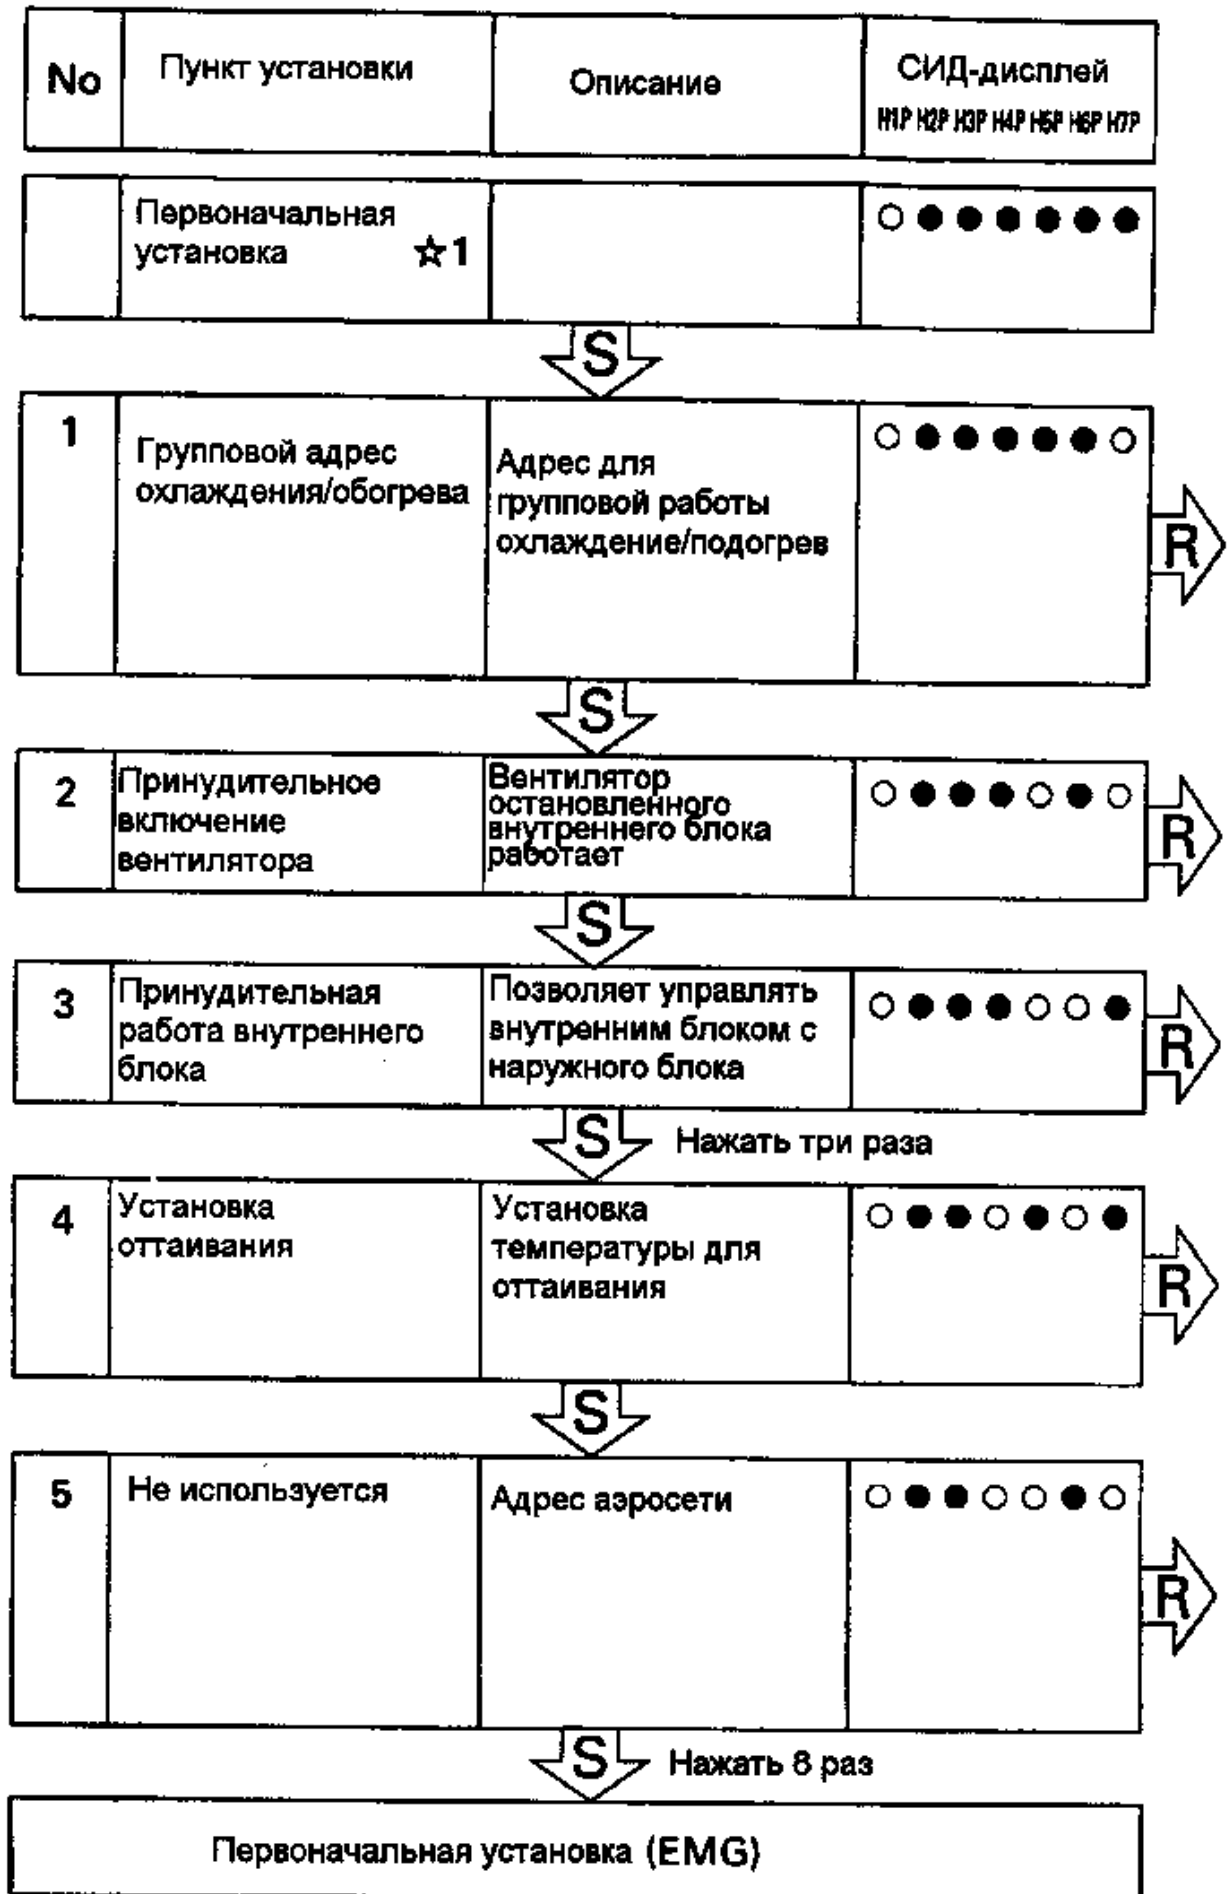 No
Пункт установки
Описание
СИД-дисплей
H1P H2P H3P H4P H5P H6P H7P
Первоначальная
установка ☆1
○ ● ● ● ● ● ●
S
1
Групповой адрес
охлаждения/обогрева
Адрес для
групповой работы
охлаждение/подогрев
○ ● ● ● ● ● ○
R
S
2
Принудительное
включение
вентилятора
Вентилятор
остановленного
внутреннего блока
работает
○ ● ● ● ○ ● ○
R
S
3
Принудительная
работа внутреннего
блока
Позволяет управлять
внутренним блоком с
наружного блока
○ ● ● ● ○ ○ ●
R
S Нажать три раза
4
Установка
оттаивания
Установка
температуры для
оттаивания
○ ● ● ○ ● ○ ●
R
S
5
Не используется
Адрес аэросети
○ ● ● ○ ○ ● ○
R
S Нажать 8 раз
Первоначальная установка (EMG)